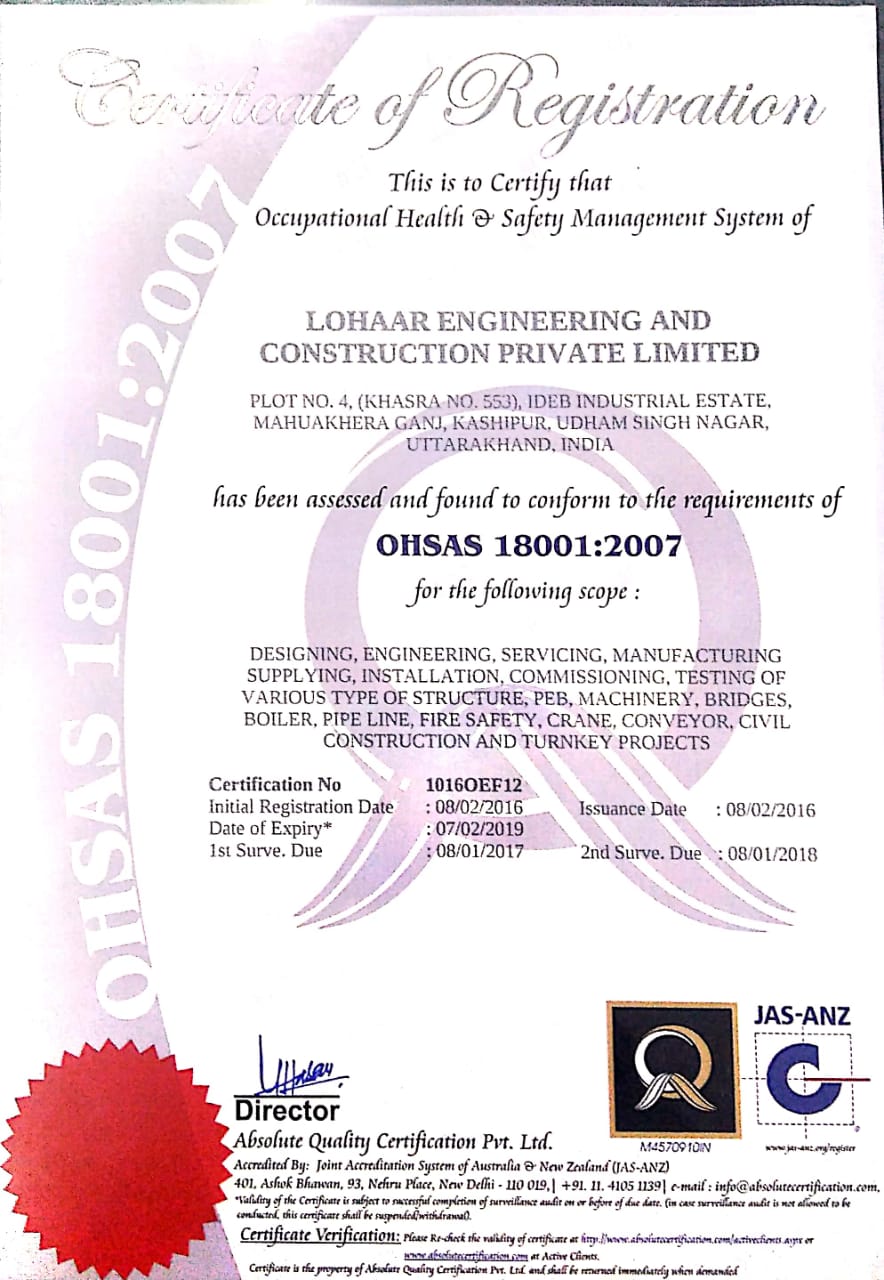 Certificate of Registration
This is to Certify that
Occupational Health & Safety Management System of
OHSAS 18001:2007
LOHAAR ENGINEERING AND
CONSTRUCTION PRIVATE LIMITED
PLOT NO. 4, (KHASRA NO. 553), IDEB INDUSTRIAL ESTATE,
MAHUAKHERA GANJ, KASHIPUR, UDHAM SINGH NAGAR,
UTTARAKHAND, INDIA
has been assessed and found to conform to the requirements of
OHSAS 18001:2007
for the following scope :
DESIGNING, ENGINEERING, SERVICING, MANUFACTURING
SUPPLYING, INSTALLATION, COMMISSIONING, TESTING OF
VARIOUS TYPE OF STRUCTURE, PEB, MACHINERY, BRIDGES,
BOILER, PIPE LINE, FIRE SAFETY, CRANE, CONVEYOR, CIVIL
CONSTRUCTION AND TURNKEY PROJECTS
Certification No 1016OEF12
Initial Registration Date : 08/02/2016 Issuance Date : 08/02/2016
Date of Expiry* : 07/02/2019
1st Surve. Due : 08/01/2017 2nd Surve. Due : 08/01/2018
JAS-ANZ
M4570910IN
www.jas-anz.org/register
Director
Absolute Quality Certification Pvt. Ltd.
Accredited By: Joint Accreditation System of Australia & New Zealand (JAS-ANZ)
401, Ashok Bhawan, 93, Nehru Place, New Delhi - 110 019,| +91. 11. 4105 1139| e-mail : info@absolutecertification.com,
*Validity of the Certificate is subject to successful completion of surveillance audit on or before of due date. (in case surveillance audit is not allowed to be
conducted, this certificate shall be suspended/withdrawal).
Certificate Verification: Please Re-check the validity of certificate at http://www.absolutecertification.com/activeclients.aspx or
www.absolutecertification.com at Active Clients.
Certificate is the property of Absolute Quality Certification Pvt. Ltd. and shall be returned immediately when demanded